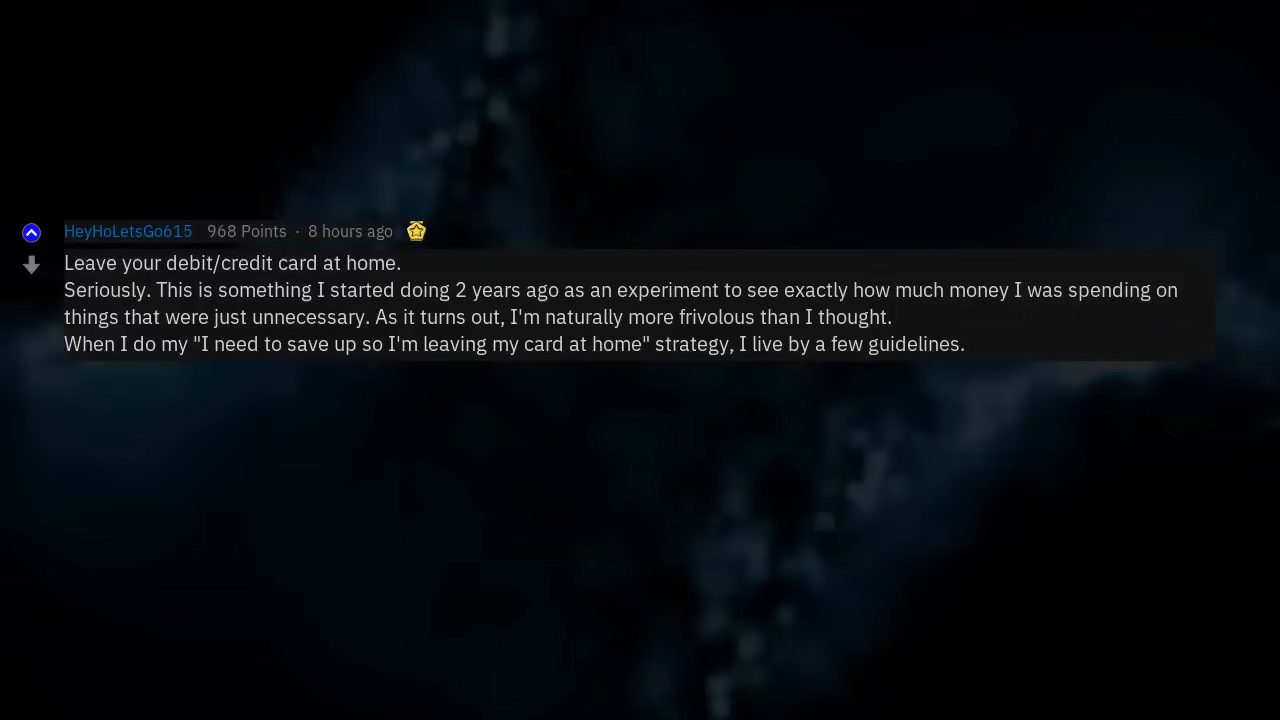 HeyHoLetsGo615 968 Points · 8 hours ago
Leave your debit/credit card at home.
Seriously. This is something I started doing 2 years ago as an experiment to see exactly how much money I was spending on
things that were just unnecessary. As it turns out, I'm naturally more frivolous than I thought.
When I do my "I need to save up so I'm leaving my card at home" strategy, I live by a few guidelines.